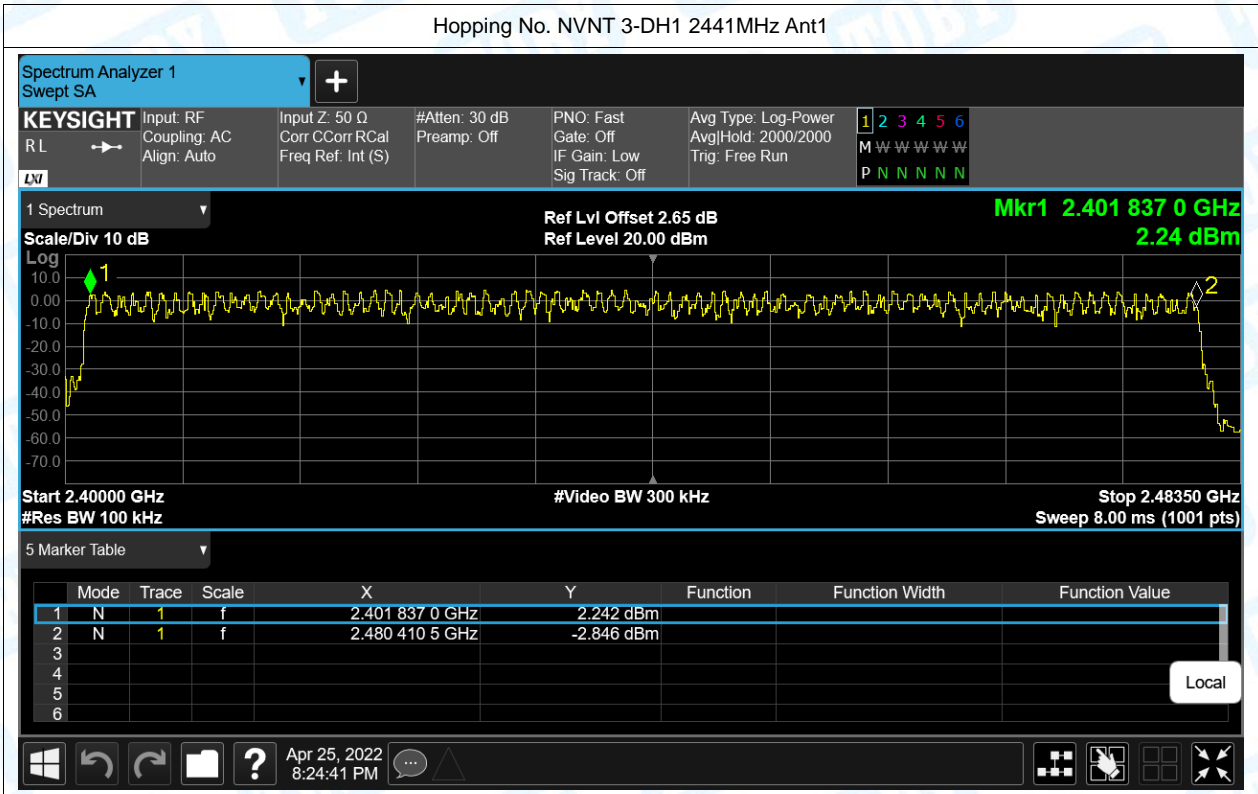 Hopping No. NVNT 3-DH1 2441MHz Ant1
Spectrum Analyzer 1
Swept SA
+
KEYSIGHT
R L
LXI
Input: RF
Coupling: AC
Align: Auto
Input Z: 50 Ω
Corr CCorr RCal
Freq Ref: Int (S)
#Atten: 30 dB
Preamp: Off
PNO: Fast
Gate: Off
IF Gain: Low
Sig Track: Off
Avg Type: Log-Power
Avg|Hold: 2000/2000
Trig: Free Run
1 2 3 4 5 6
M W W W W W
P N N N N N
1 Spectrum
Scale/Div 10 dB
Ref Lvl Offset 2.65 dB
Ref Level 20.00 dBm
Mkr1 2.401 837 0 GHz
2.24 dBm
Log
10.0
0.00
-10.0
-20.0
-30.0
-40.0
-50.0
-60.0
-70.0
1
2
Start 2.40000 GHz
#Res BW 100 kHz
#Video BW 300 kHz
Stop 2.48350 GHz
Sweep 8.00 ms (1001 pts)
5 Marker Table
Mode Trace Scale X Y Function Function Width Function Value
1 N 1 f 2.401 837 0 GHz 2.242 dBm
2 N 1 f 2.480 410 5 GHz -2.846 dBm
3
4
5
6
Local
?
Apr 25, 2022
8:24:41 PM